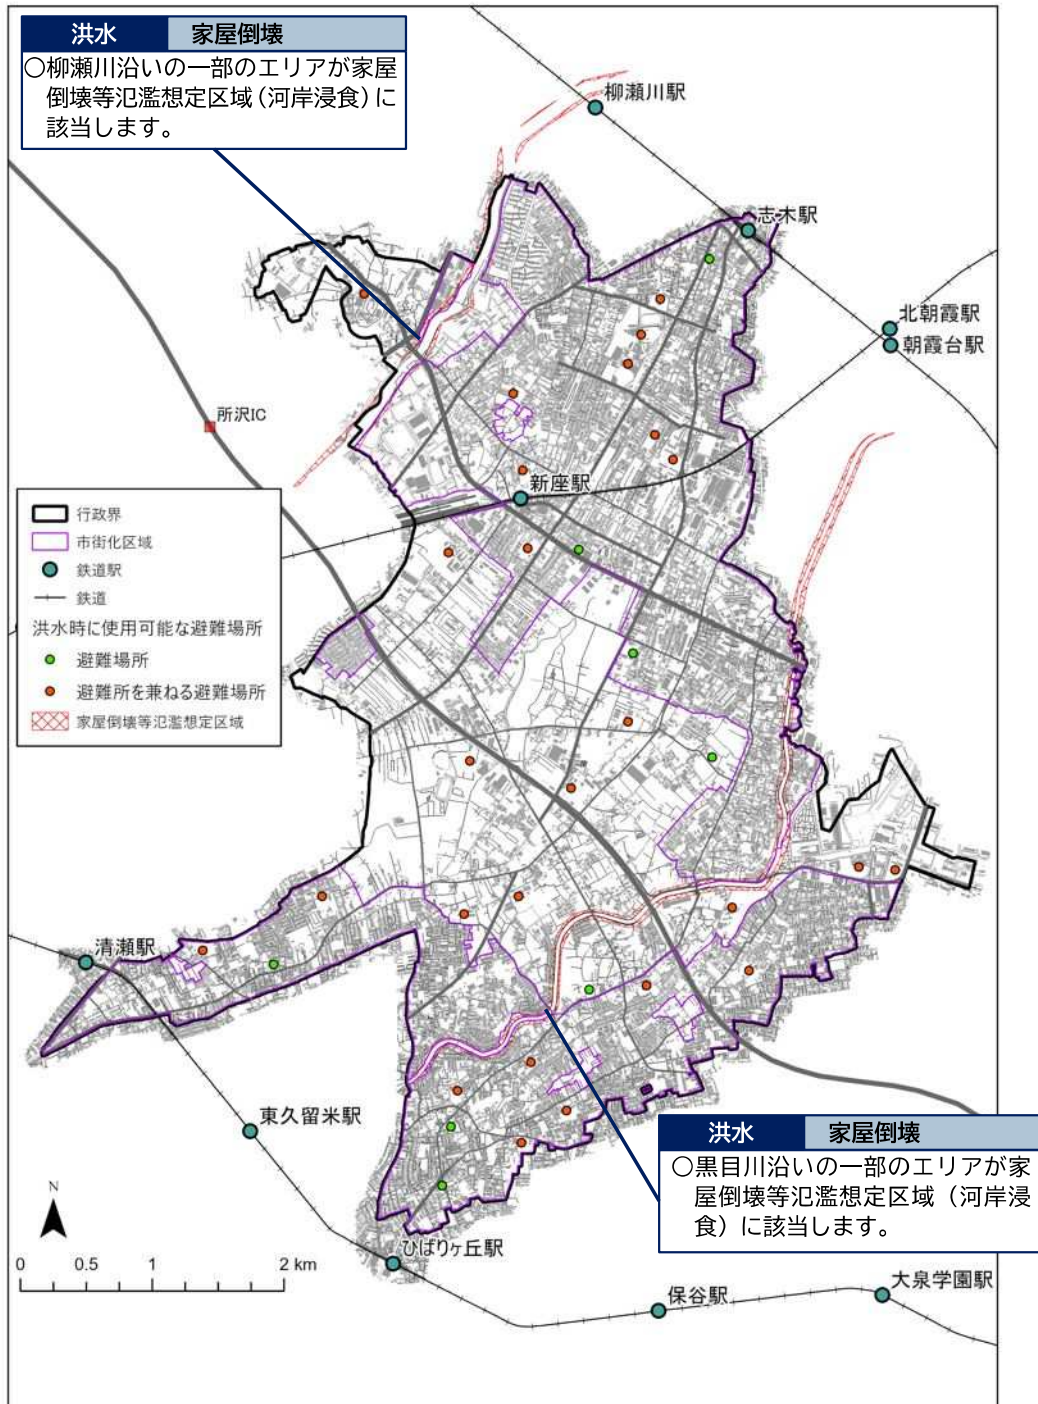 洪水 家屋倒壊
○柳瀬川沿いの一部のエリアが家屋
倒壊等氾濫想定区域(河岸浸食)に
該当します。
柳瀬川駅
志木駅
北朝霞駅
朝霞台駅
所沢IC
新座駅
行政界
市街化区域
鉄道駅
鉄道
洪水時に使用可能な避難場所
避難場所
避難所を兼ねる避難場所
家屋倒壊等氾濫想定区域
清瀬駅
東久留米駅
洪水 家屋倒壊
○黒目川沿いの一部のエリアが家
屋倒壊等氾濫想定区域(河岸浸
食)に該当します。
N
0 0.5 1 2 km
ひばりヶ丘駅
保谷駅
大泉学園駅